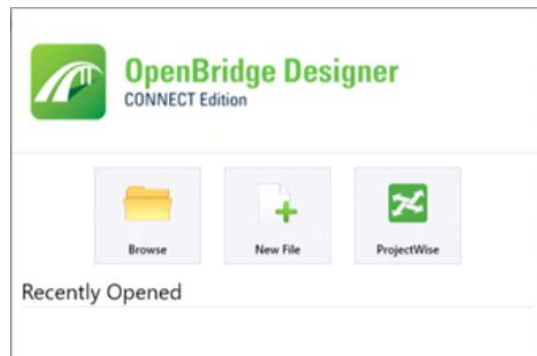 OpenBridge Designer
CONNECT Edition
Browse
New File
ProjectWise
Recently Opened